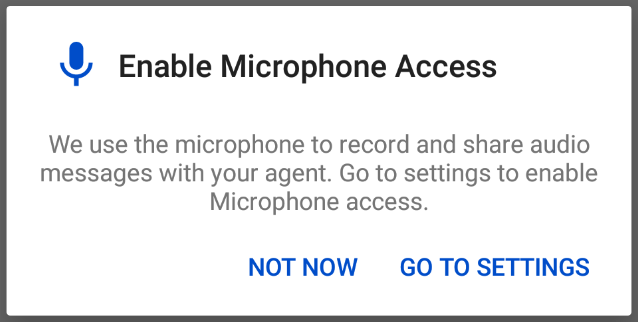 Enable Microphone Access
We use the microphone to record and share audio
messages with your agent. Go to settings to enable
Microphone access.
NOT NOW GO TO SETTINGS